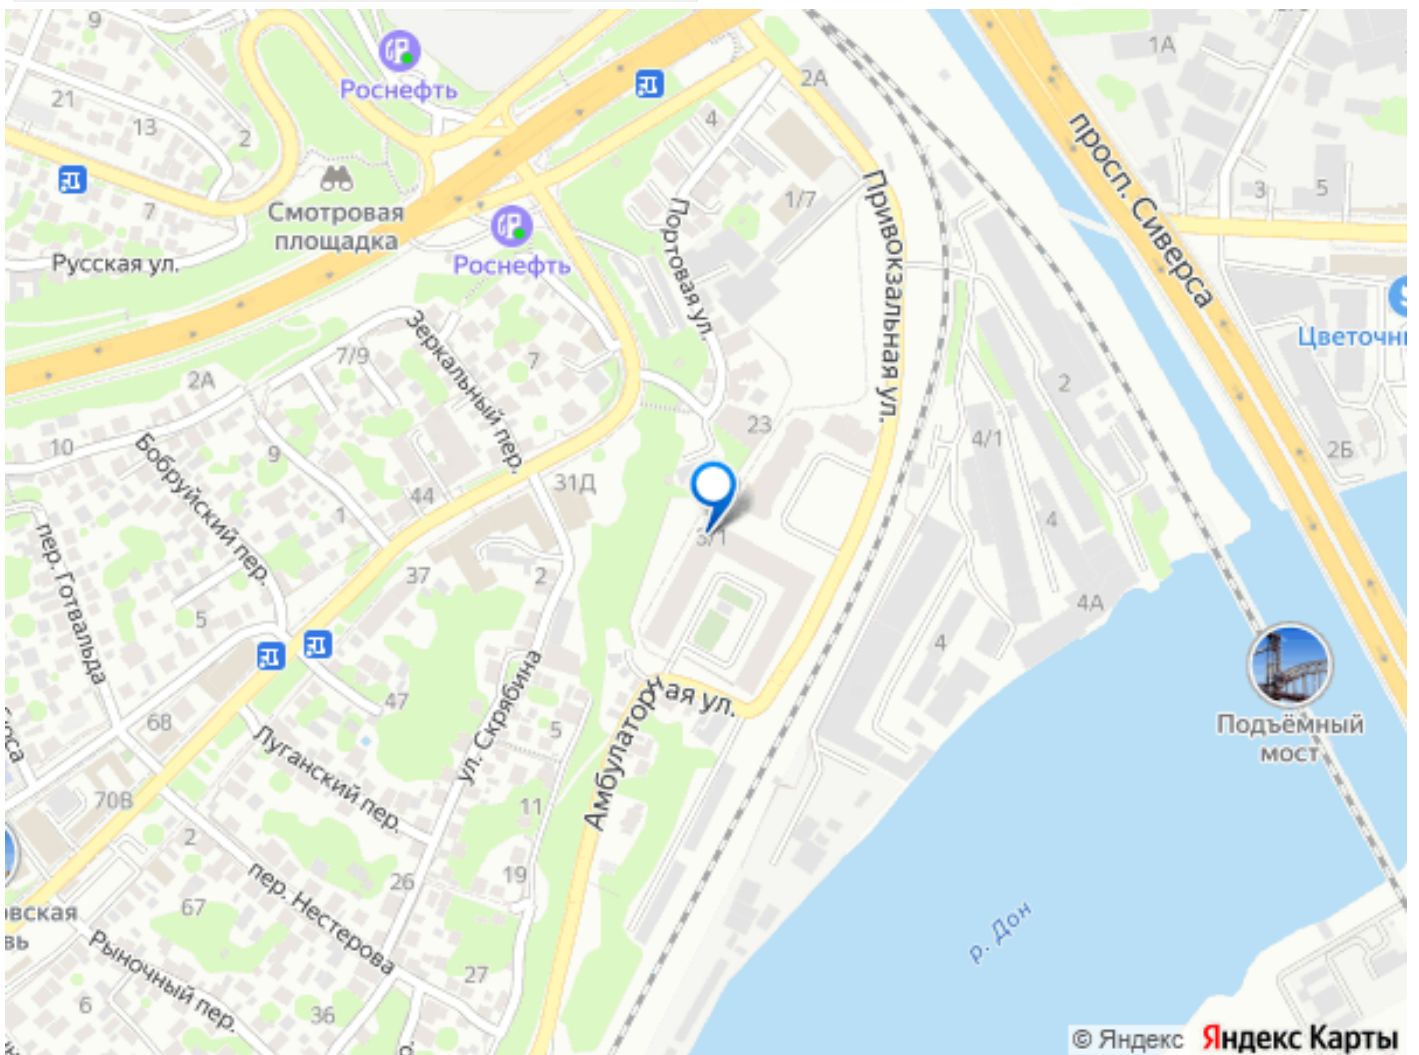 1А
2А
Роснефть
21
13
2
4
просп. Сиверса
3
5
7
Смотровая
площадка
1/7
Привокзальная ул.
Портовая ул.
Русская ул.
Роснефть
7/9
Зеркальный пер.
7
2А
Цветочн
2
10
Бобруйский пер.
9
23
4/1
2Б
44
31Д
1
4
пер. Готвальда
37
2
4А
5
4
47
ул. Скрябина
68
Амбулаторная ул.
Подъёмный
мост
Луганский пер.
5
70В
11
2
26
19
пер. Нестерова
67
вская
вь
р. Дон
Рыночный пер.
27
6
36
© Яндекс Яндекс Карты